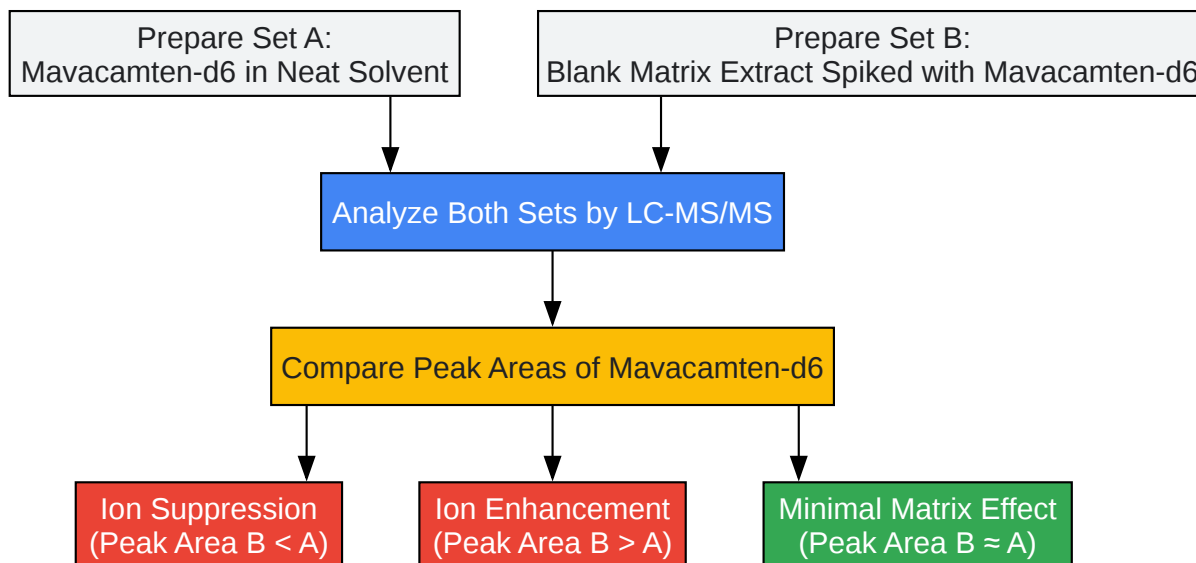 Prepare Set A:
Mavacamten-d6 in Neat Solvent
Prepare Set B:
Blank Matrix Extract Spiked with Mavacamten-d6
Analyze Both Sets by LC-MS/MS
Compare Peak Areas of Mavacamten-d6
Ion Suppression
(Peak Area B < A)
Ion Enhancement
(Peak Area B > A)
Minimal Matrix Effect
(Peak Area B ≈ A)